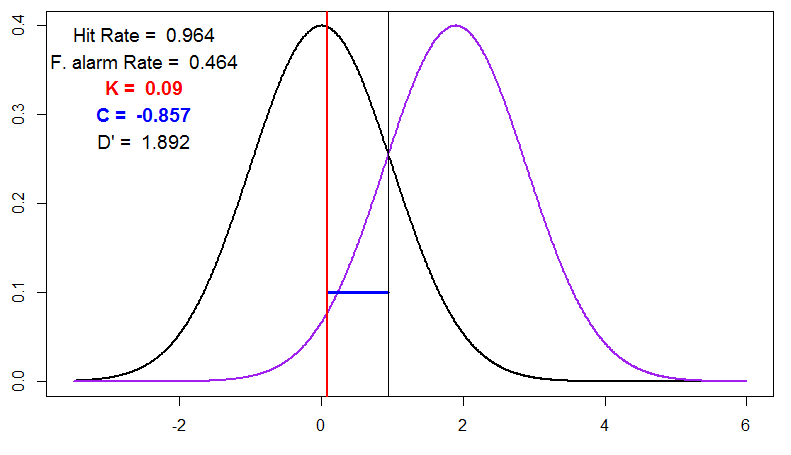 Hit Rate = 0.964
F. alarm Rate = 0.464
K = 0.09
C = -0.857
D' = 1.892
0.4
0.3
0.2
0.1
0.0
-2 0 2 4 6